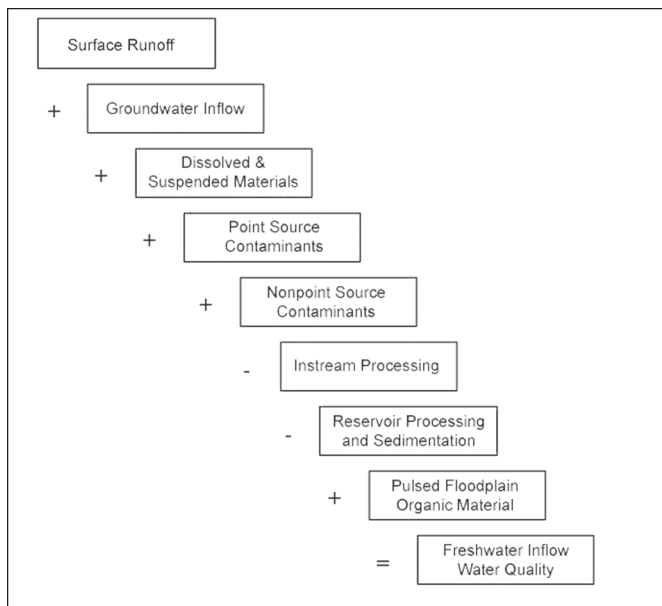 Surface Runoff
+ Groundwater Inflow
+ Dissolved &
Suspended Materials
+ Point Source
Contaminants
+ Nonpoint Source
Contaminants
- Instream Processing
- Reservoir Processing
and Sedimentation
+ Pulsed Floodplain
Organic Material
= Freshwater Inflow
Water Quality